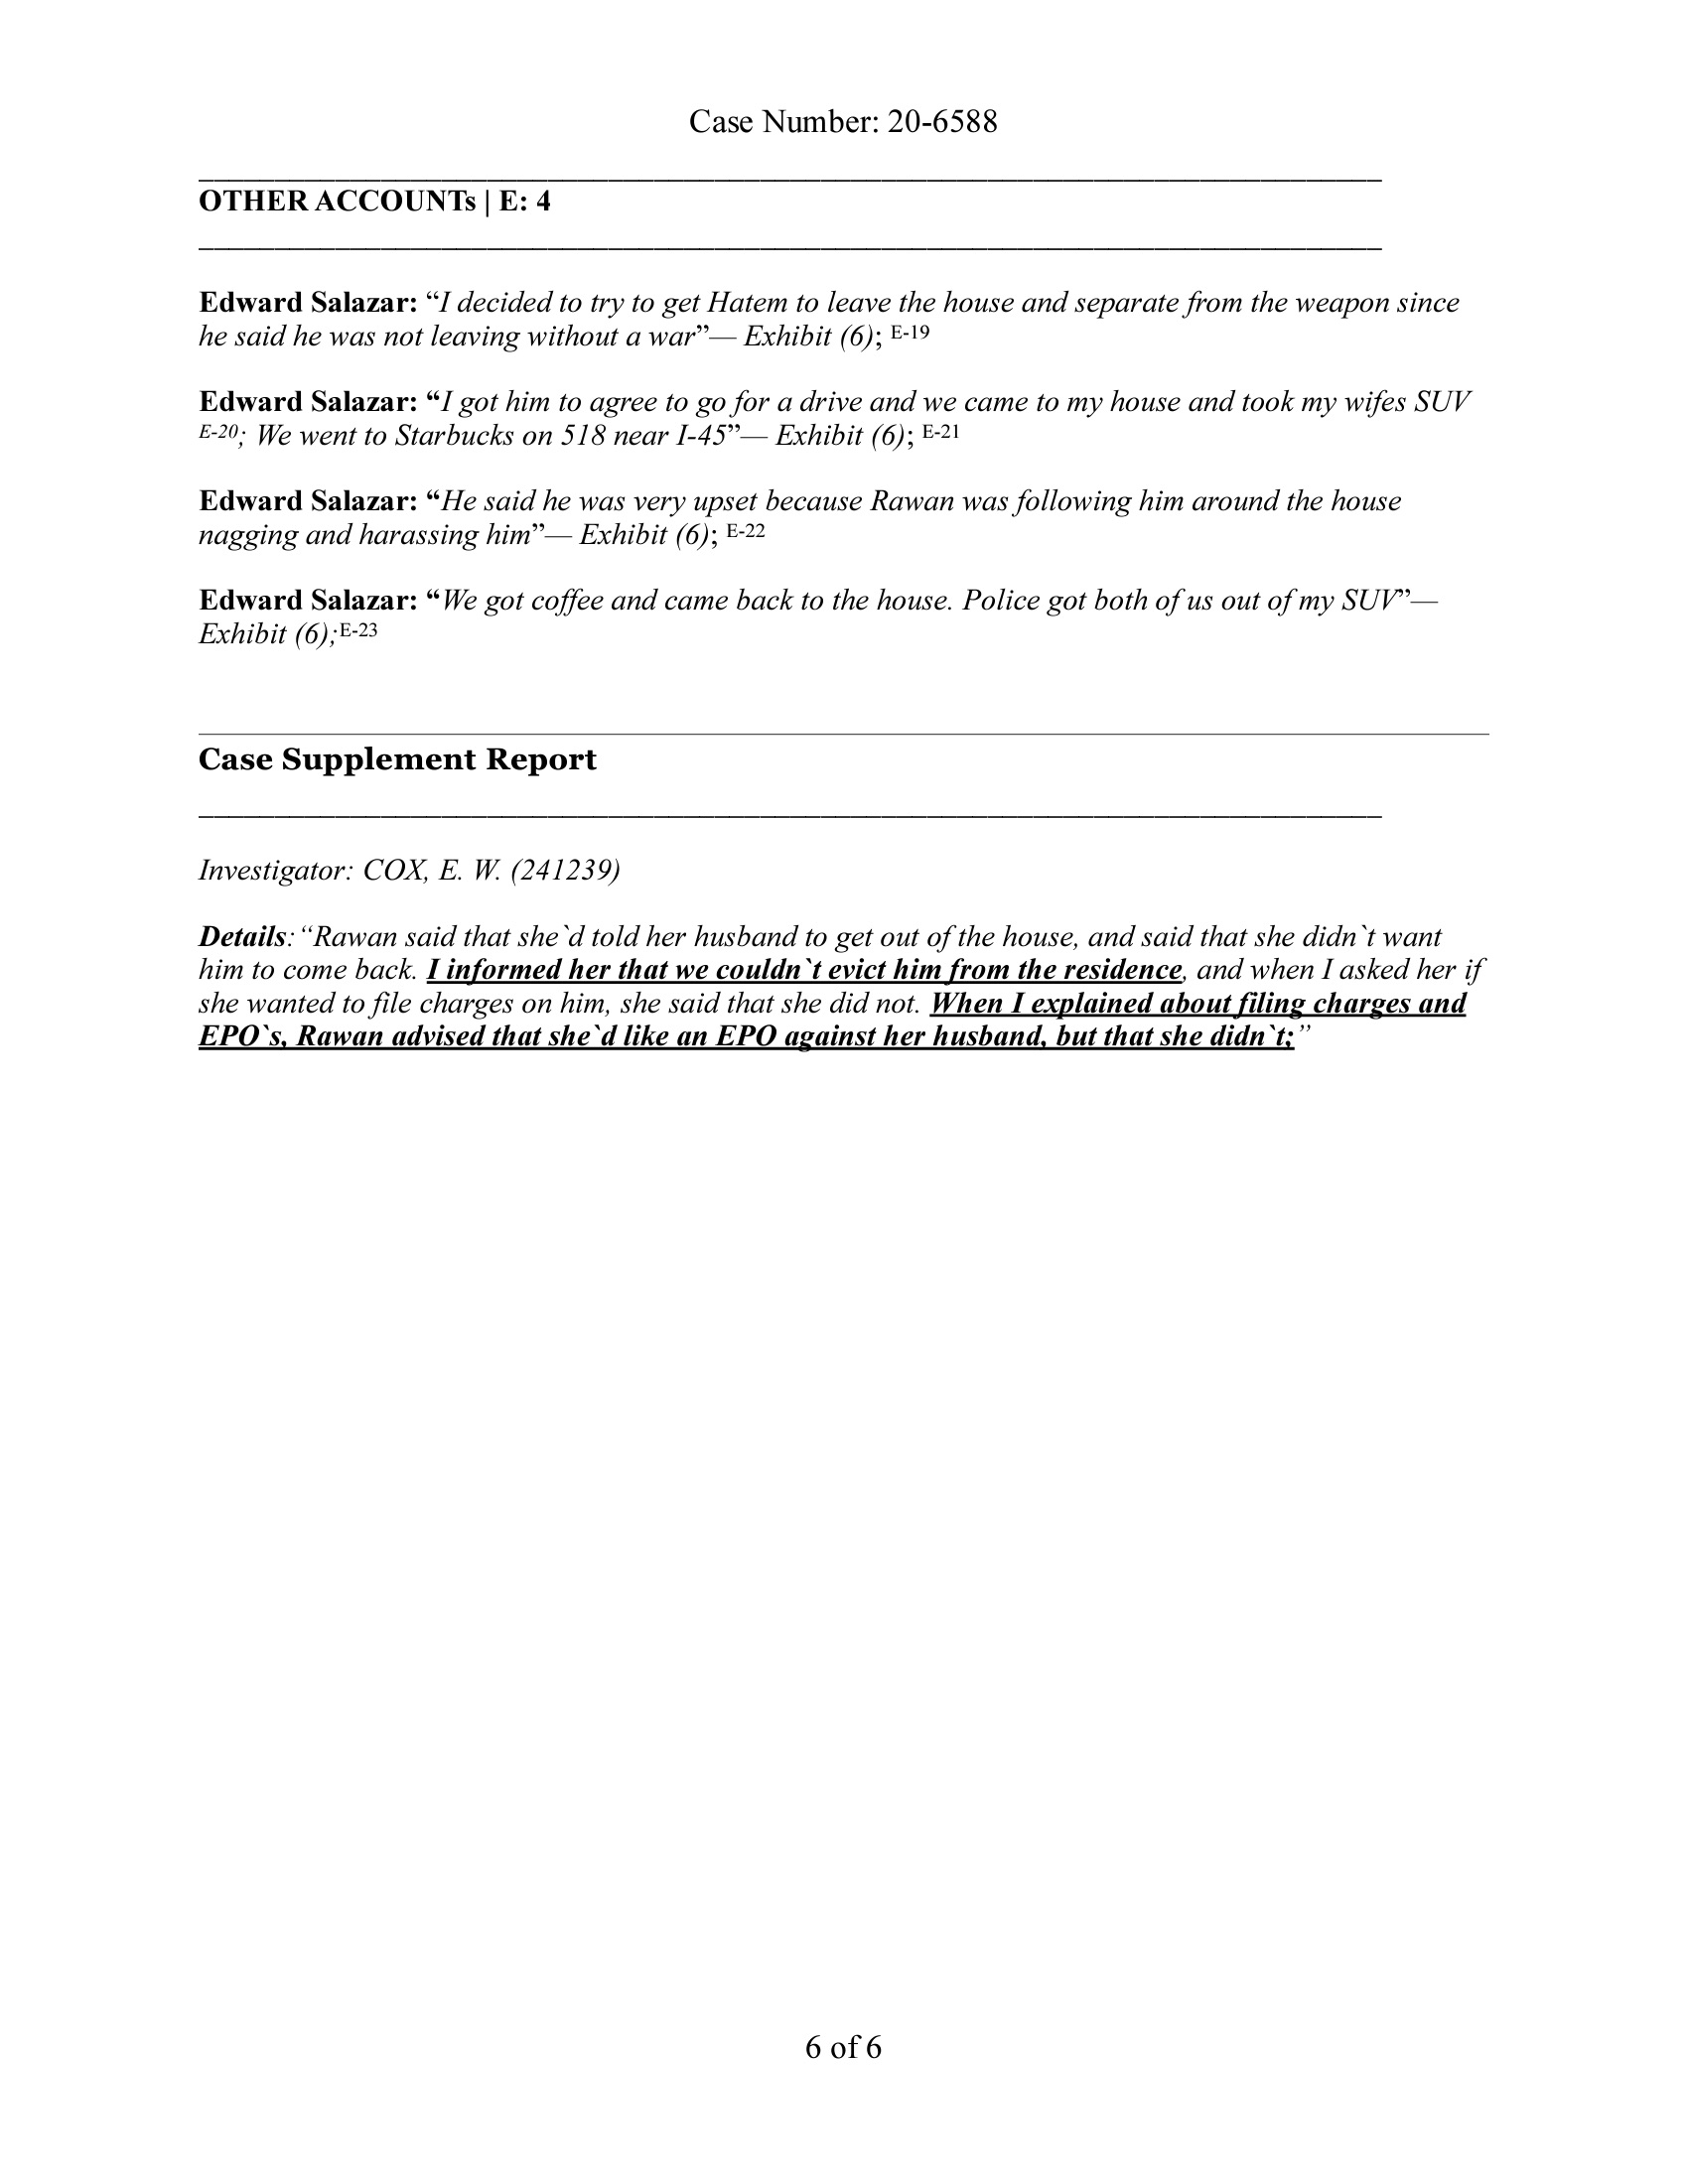 Case Number: 20-6588
OTHER ACCOUNTs | E: 4
Edward Salazar: “I decided to try to get Hatem to leave the house and separate from the weapon since
he said he was not leaving without a war”— Exhibit (6); E-19
Edward Salazar: “I got him to agree to go for a drive and we came to my house and took my wifes SUV
E-20; We went to Starbucks on 518 near I-45”— Exhibit (6); E-21
Edward Salazar: “He said he was very upset because Rawan was following him around the house
nagging and harassing him”— Exhibit (6); E-22
Edward Salazar: “We got coffee and came back to the house. Police got both of us out of my SUV”—
Exhibit (6);E-23
Case Supplement Report
Investigator: COX, E. W. (241239)
Details:“Rawan said that she`d told her husband to get out of the house, and said that she didn`t want
him to come back. I informed her that we couldn`t evict him from the residence, and when I asked her if
she wanted to file charges on him, she said that she did not. When I explained about filing charges and
EPO`s, Rawan advised that she`d like an EPO against her husband, but that she didn`t;”
6 of 6